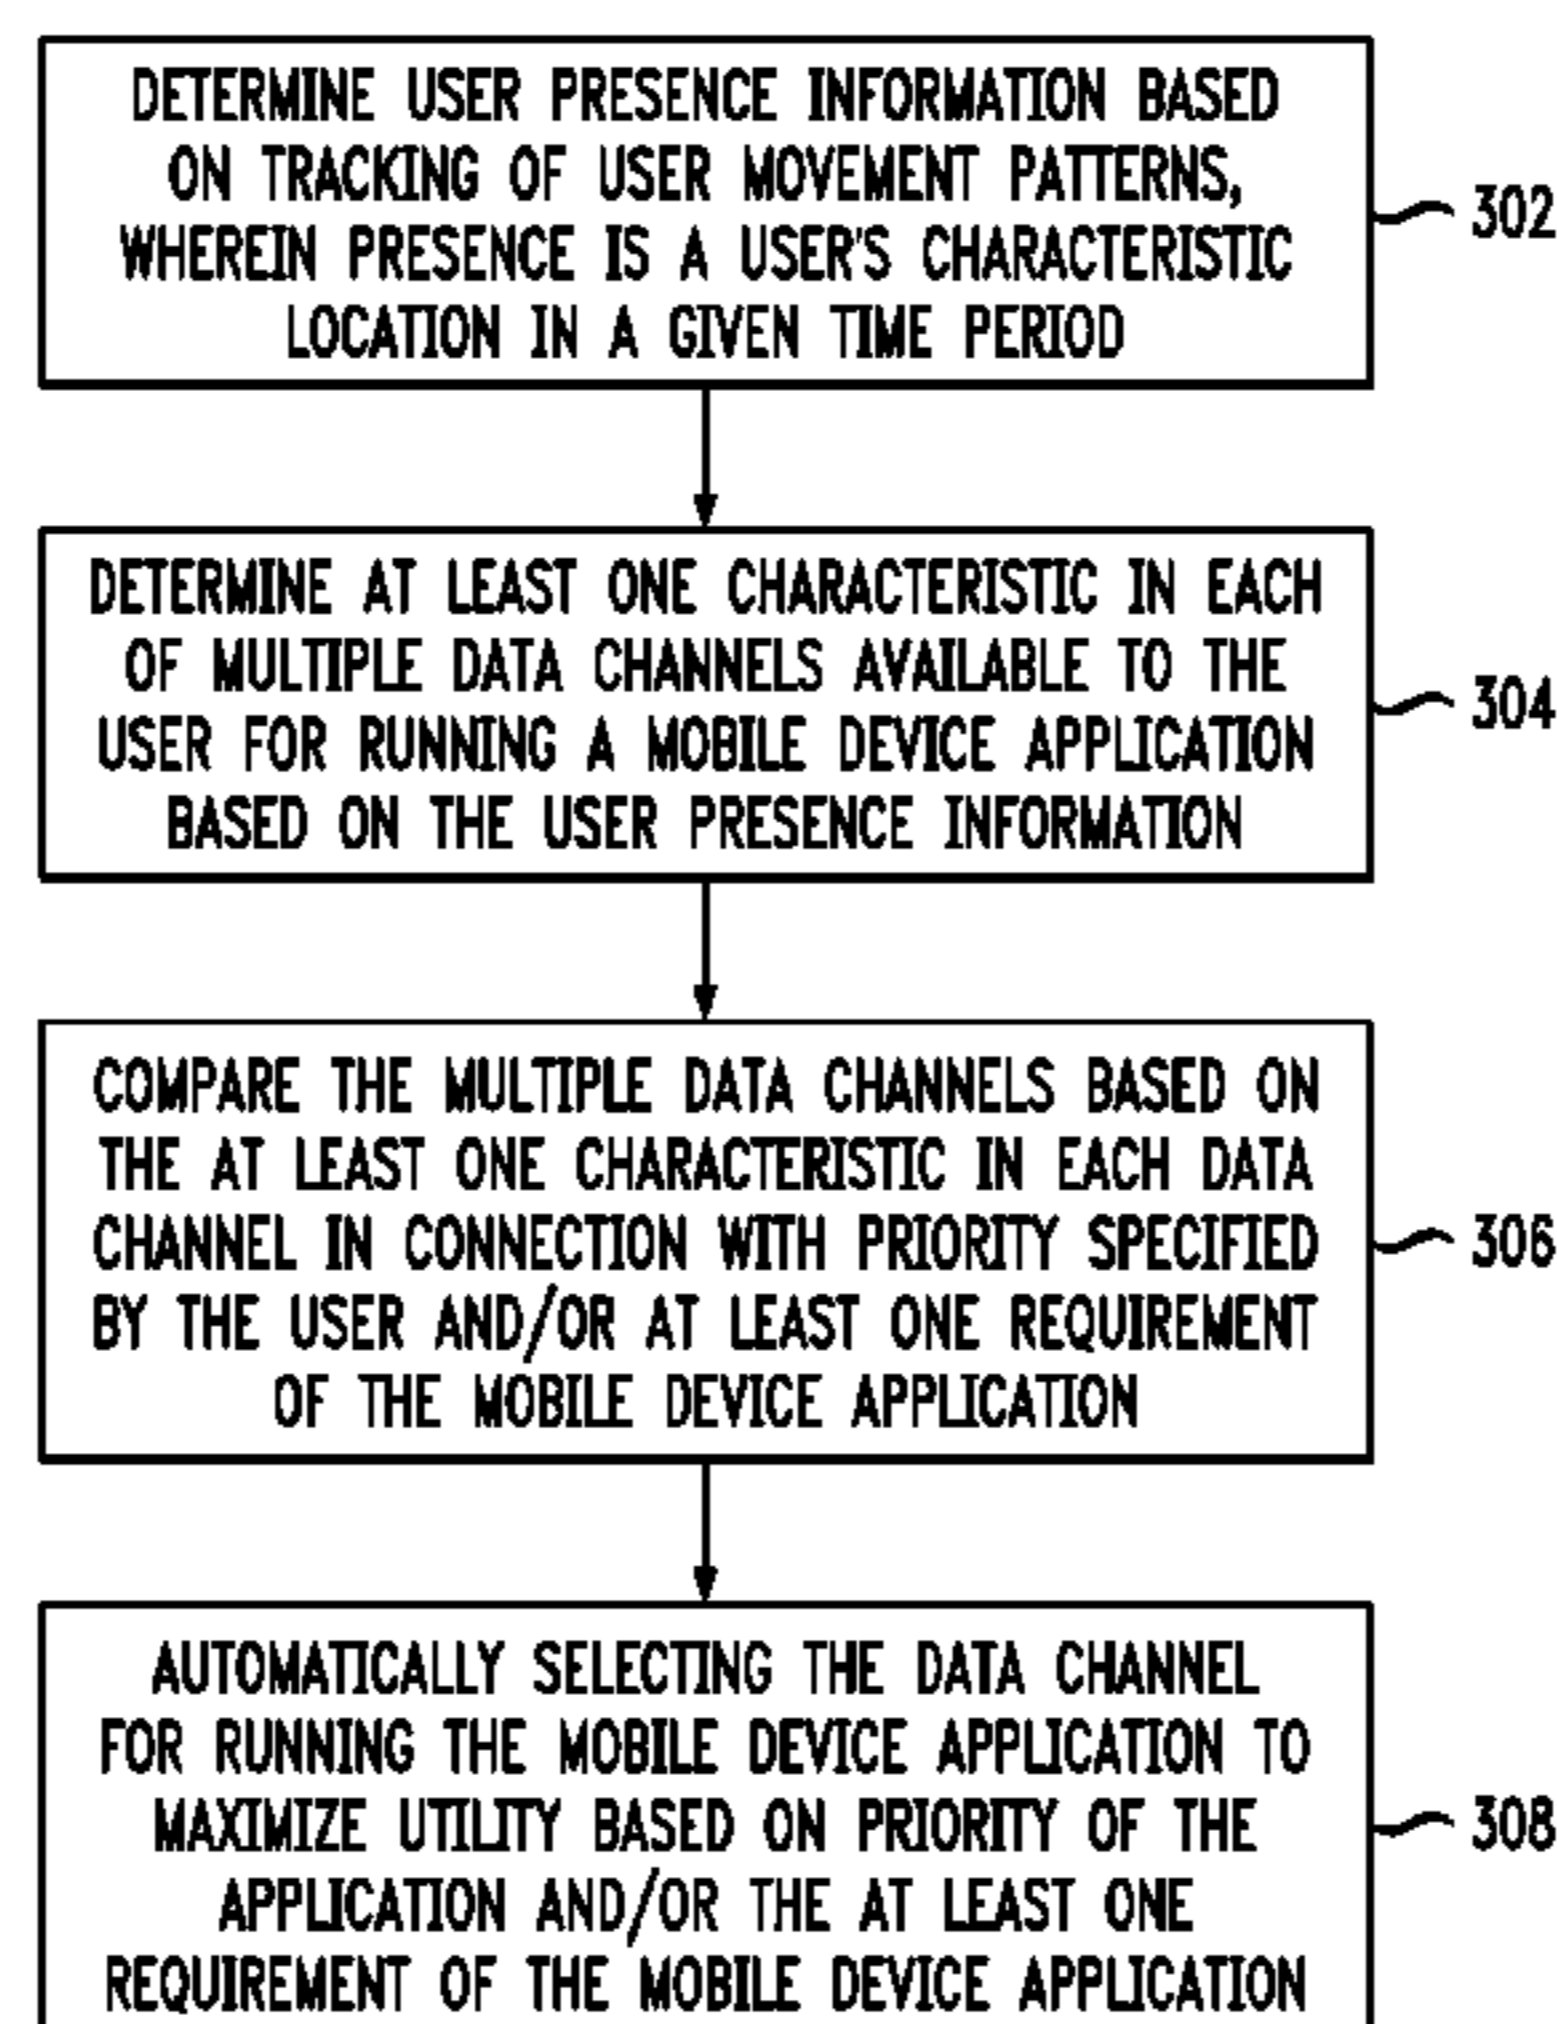 DETERMINE USER PRESENCE INFORMATION BASED
ON TRACKING OF USER MOVEMENT PATTERNS,
WHEREIN PRESENCE IS A USER'S CHARACTERISTIC
LOCATION IN A GIVEN TIME PERIOD
302
DETERMINE AT LEAST ONE CHARACTERISTIC IN EACH
OF MULTIPLE DATA CHANNELS AVAILABLE TO THE
USER FOR RUNNING A MOBILE DEVICE APPLICATION
BASED ON THE USER PRESENCE INFORMATION
304
COMPARE THE MULTIPLE DATA CHANNELS BASED ON
THE AT LEAST ONE CHARACTERISTIC IN EACH DATA
CHANNEL IN CONNECTION WITH PRIORITY SPECIFIED
BY THE USER AND/OR AT LEAST ONE REQUIREMENT
OF THE MOBILE DEVICE APPLICATION
306
AUTOMATICALLY SELECTING THE DATA CHANNEL
FOR RUNNING THE MOBILE DEVICE APPLICATION TO
MAXIMIZE UTILITY BASED ON PRIORITY OF THE
APPLICATION AND/OR THE AT LEAST ONE
REQUIREMENT OF THE MOBILE DEVICE APPLICATION
308